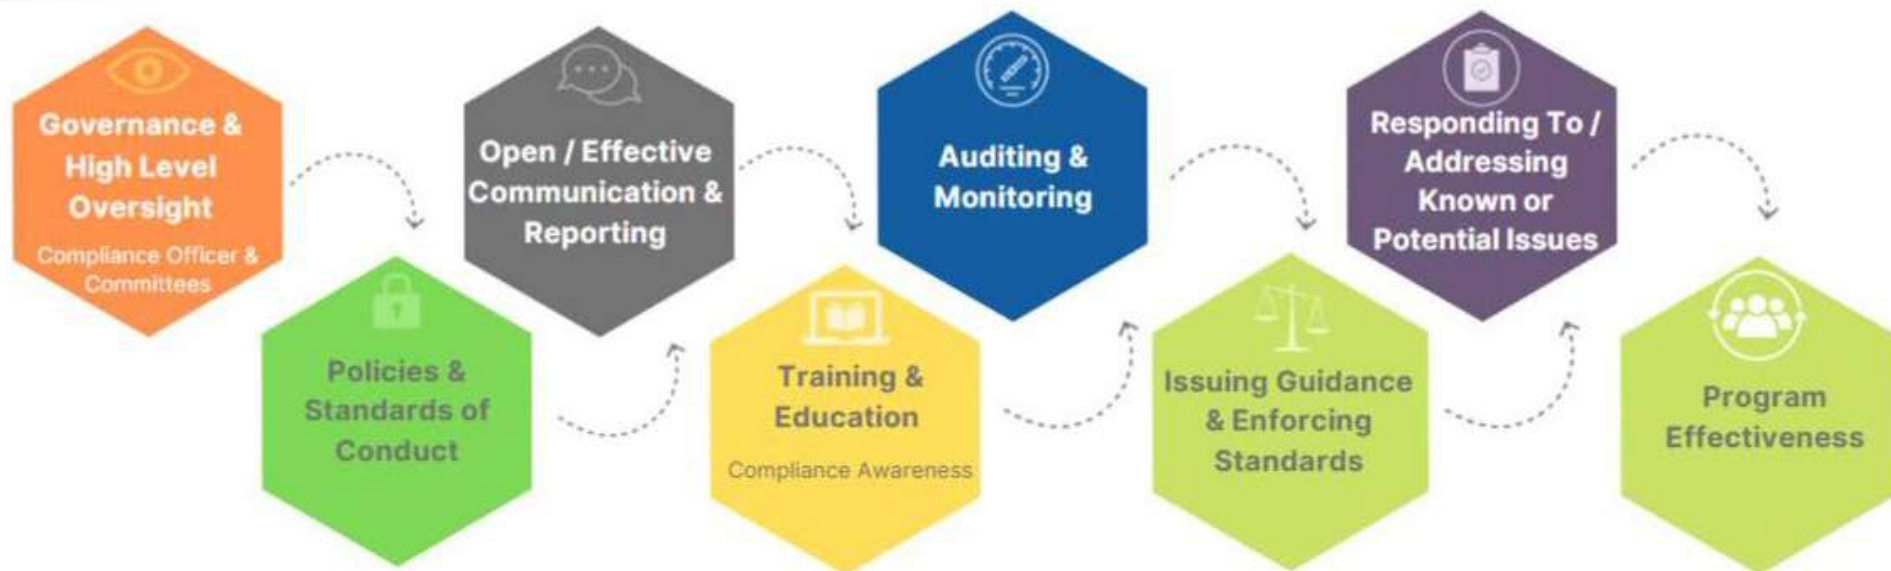 Governance &
High Level
Oversight
Compliance Officer &
Committees
Policies &
Standards of
Conduct
Open / Effective
Communication &
Reporting
Training &
Education
Compliance Awareness
Auditing &
Monitoring
Issuing Guidance
& Enforcing
Standards
Responding To /
Addressing
Known or
Potential Issues
Program
Effectiveness